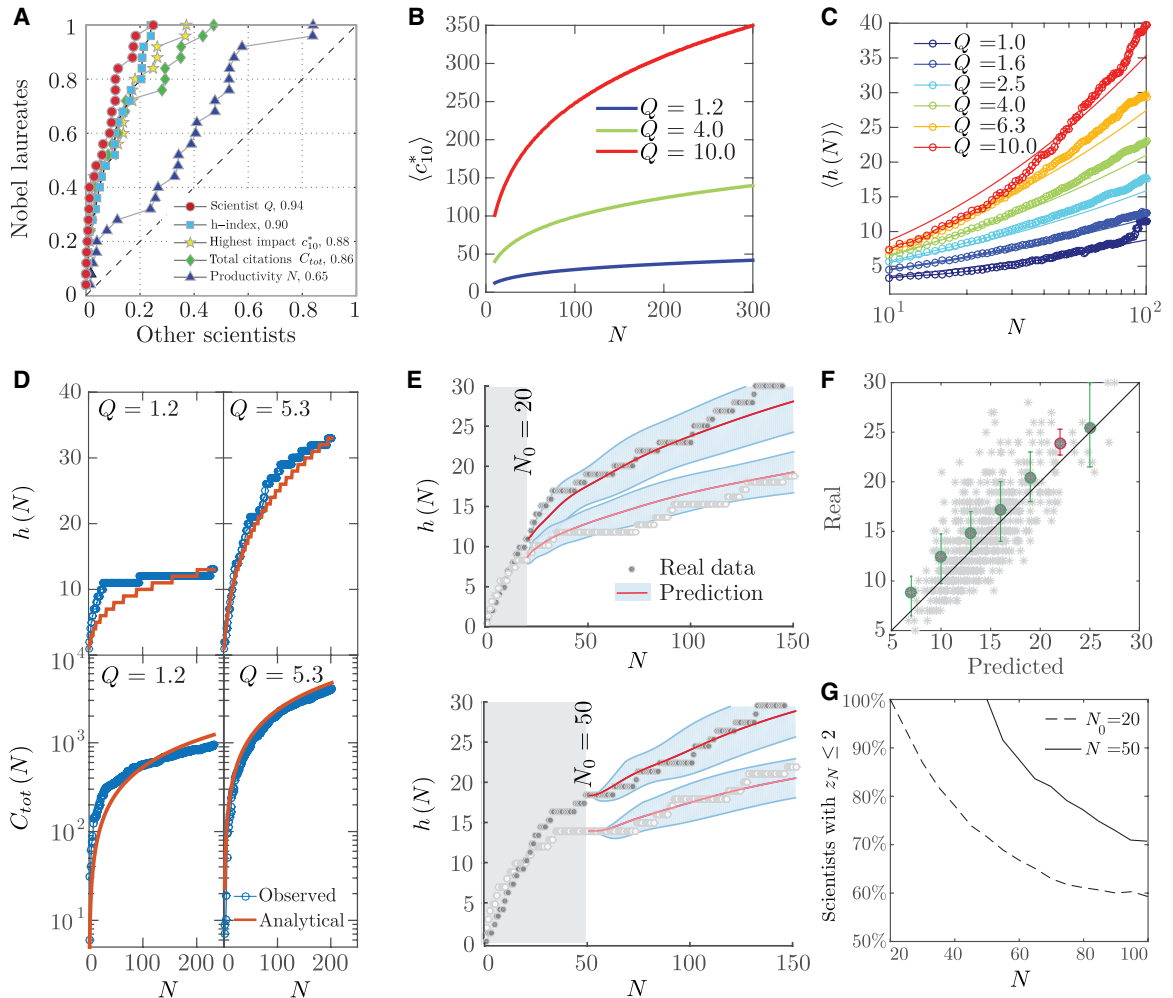 A
Nobel laureates
1
0.8
0.6
0.4
0.2
0
0 0.2 0.4 0.6 0.8 1
Other scientists
Scientist Q, 0.94
h-index, 0.90
Highest impact c*10, 0.88
Total citations Ctot, 0.86
Productivity N, 0.65
B
⟨c*10⟩
350
300
250
200
150
100
50
0
0 100 200 300
N
Q = 1.2
Q = 4.0
Q = 10.0
C
⟨h (N)⟩
40
35
30
25
20
15
10
5
10^1 10^2
N
Q =1.0
Q =1.6
Q =2.5
Q =4.0
Q =6.3
Q =10.0
D
h (N)
40
30
20
10
Q = 1.2
Q = 5.3
Ctot (N)
10^4
10^3
10^2
10^1
Q = 1.2
Q = 5.3
Observed
Analytical
0 100 200 0 100 200
N N
E
h (N)
30
25
20
15
10
5
0
N0 = 20
Real data
Prediction
0 50 100 150
N
h (N)
30
25
20
15
10
5
0
N0 = 50
0 50 100 150
N
F
Real
30
25
20
15
10
5
5 10 15 20 25 30
Predicted
G
Scientists with zN ≤ 2
100%
90%
80%
70%
60%
50%
N0=20
N =50
20 40 60 80 100
N